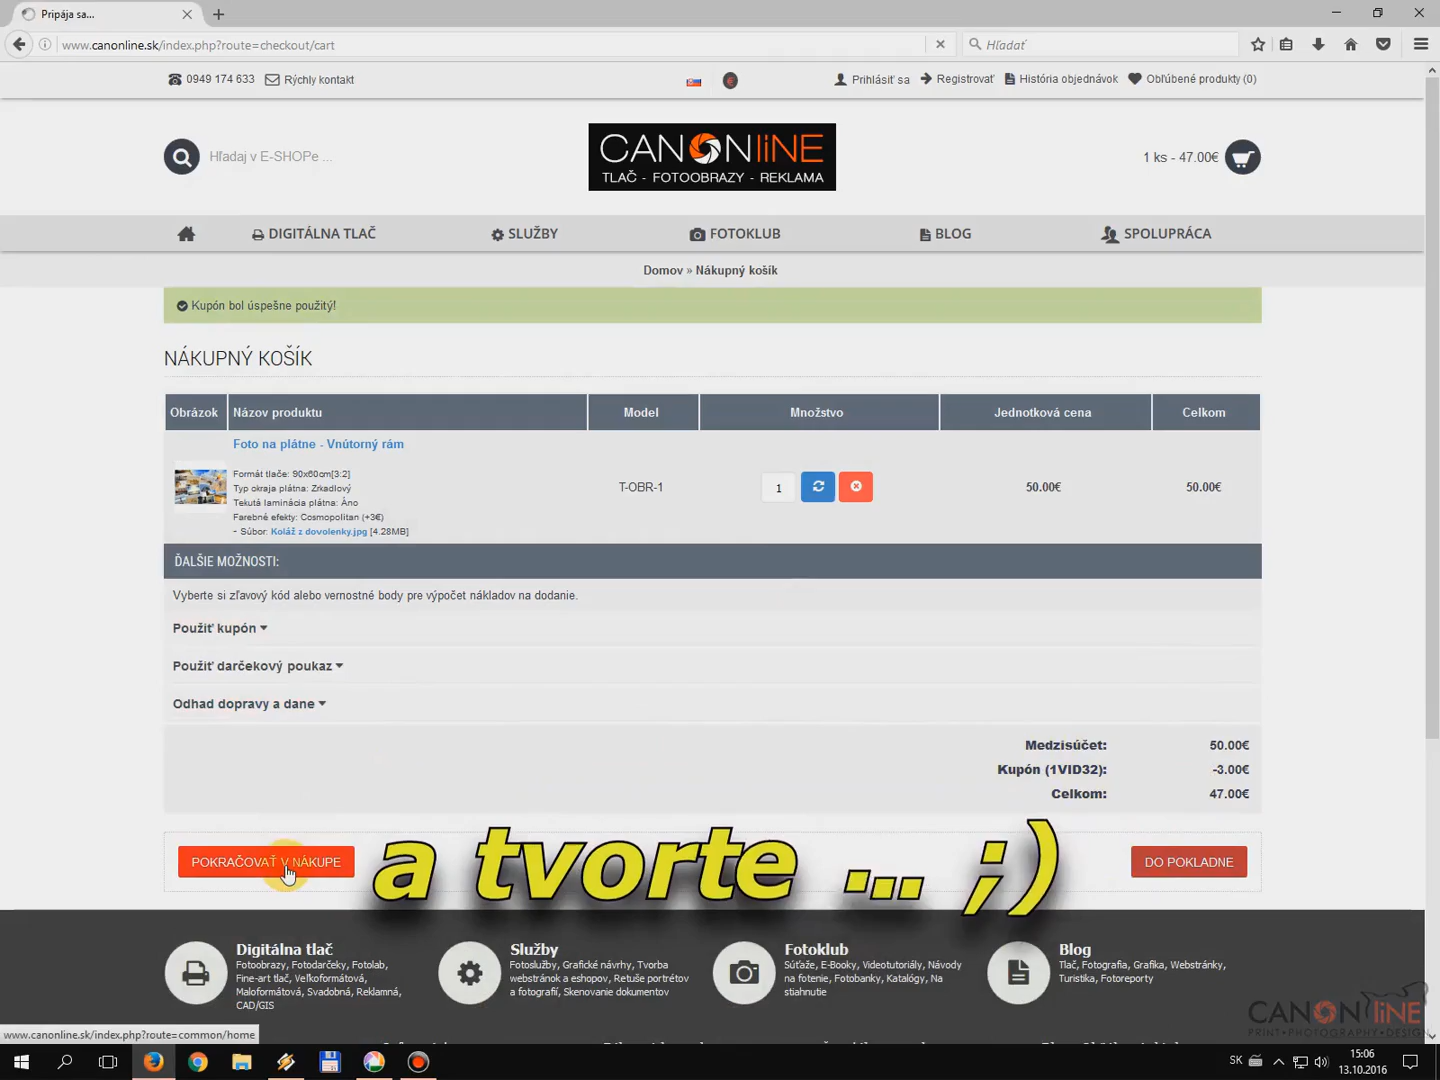 Pripája sa...
www.canonline.sk/index.php?route=checkout/cart
Hľadať
0949 174 633 Rýchly kontakt
Prihlásiť sa Registrovať História objednávok Obľúbené produkty (0)
Hľadaj v E-SHOPe ...
CANONlINE
TLAČ - FOTOOBRAZY - REKLAMA
1 ks - 47.00€
DIGITÁLNA TLAČ SLUŽBY FOTOKLUB BLOG SPOLUPRÁCA
Domov » Nákupný košík
Kupón bol úspešne použitý!
NÁKUPNÝ KOŠÍK
Obrázok Názov produktu Model Množstvo Jednotková cena Celkom
Foto na plátne - Vnútorný rám
Formát tlače: 90x60cm[3:2]
Typ okraja plátna: Zrkadlový
Tekutá laminácia plátna: Áno
Farebné efekty: Cosmopolitan (+3€)
- Súbor: Koláž z dovolenky.jpg [4.28MB]
T-OBR-1 1 50.00€ 50.00€
ĎALŠIE MOŽNOSTI:
Vyberte si zľavový kód alebo vernostné body pre výpočet nákladov na dodanie.
Použiť kupón
Použiť darčekový poukaz
Odhad dopravy a dane
Medzisúčet: 50.00€
Kupón (1VID32): -3.00€
Celkom: 47.00€
POKRAČOVAŤ V NÁKUPE
a tvorte ... ;)
DO POKLADNE
Digitálna tlač
Fotoobrazy, Fotodarčeky, Fotolab,
Fine-art tlač, Veľkoformátová,
Maloformátová, Svadobná, Reklamná,
CAD/GIS
Služby
Fotoslužby, Grafické návrhy, Tvorba
webstránok a eshopov, Retuše portrétov
a fotografií, Skenovanie dokumentov
Fotoklub
Súťaže, E-Booky, Videotutoriály, Návody
na fotenie, Fotobanky, Katalógy, Na
stiahnutie
Blog
Tlač, Fotografia, Grafika, Webstránky,
Turistika, Fotoreporty
CANONlINE
PRINT•PHOTOGRAPHY•DESIGN
www.canonline.sk/index.php?route=common/home
SK
15:06
13.10.2016